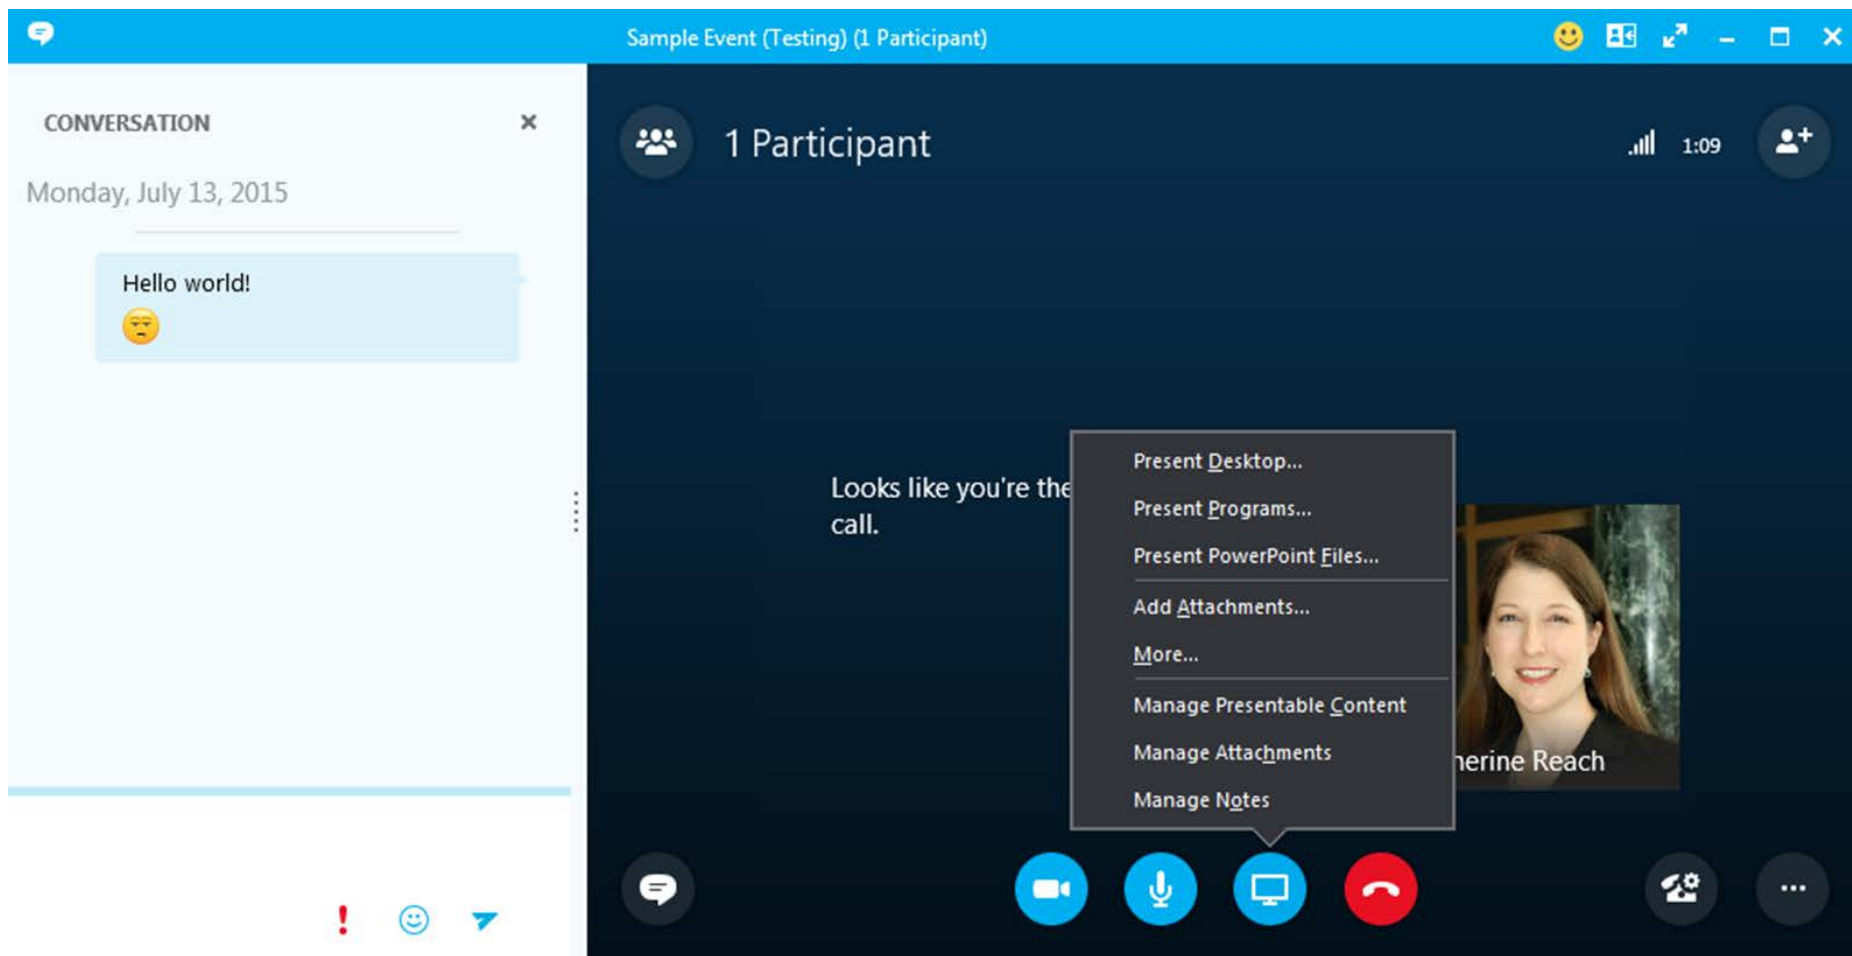 Sample Event (Testing) (1 Participant)
CONVERSATION
Monday, July 13, 2015
Hello world!
1 Participant
1:09
Looks like you're the
call.
Present Desktop...
Present Programs...
Present PowerPoint Files...
Add Attachments...
More...
Manage Presentable Content
Manage Attachments
Manage Notes
herine Reach